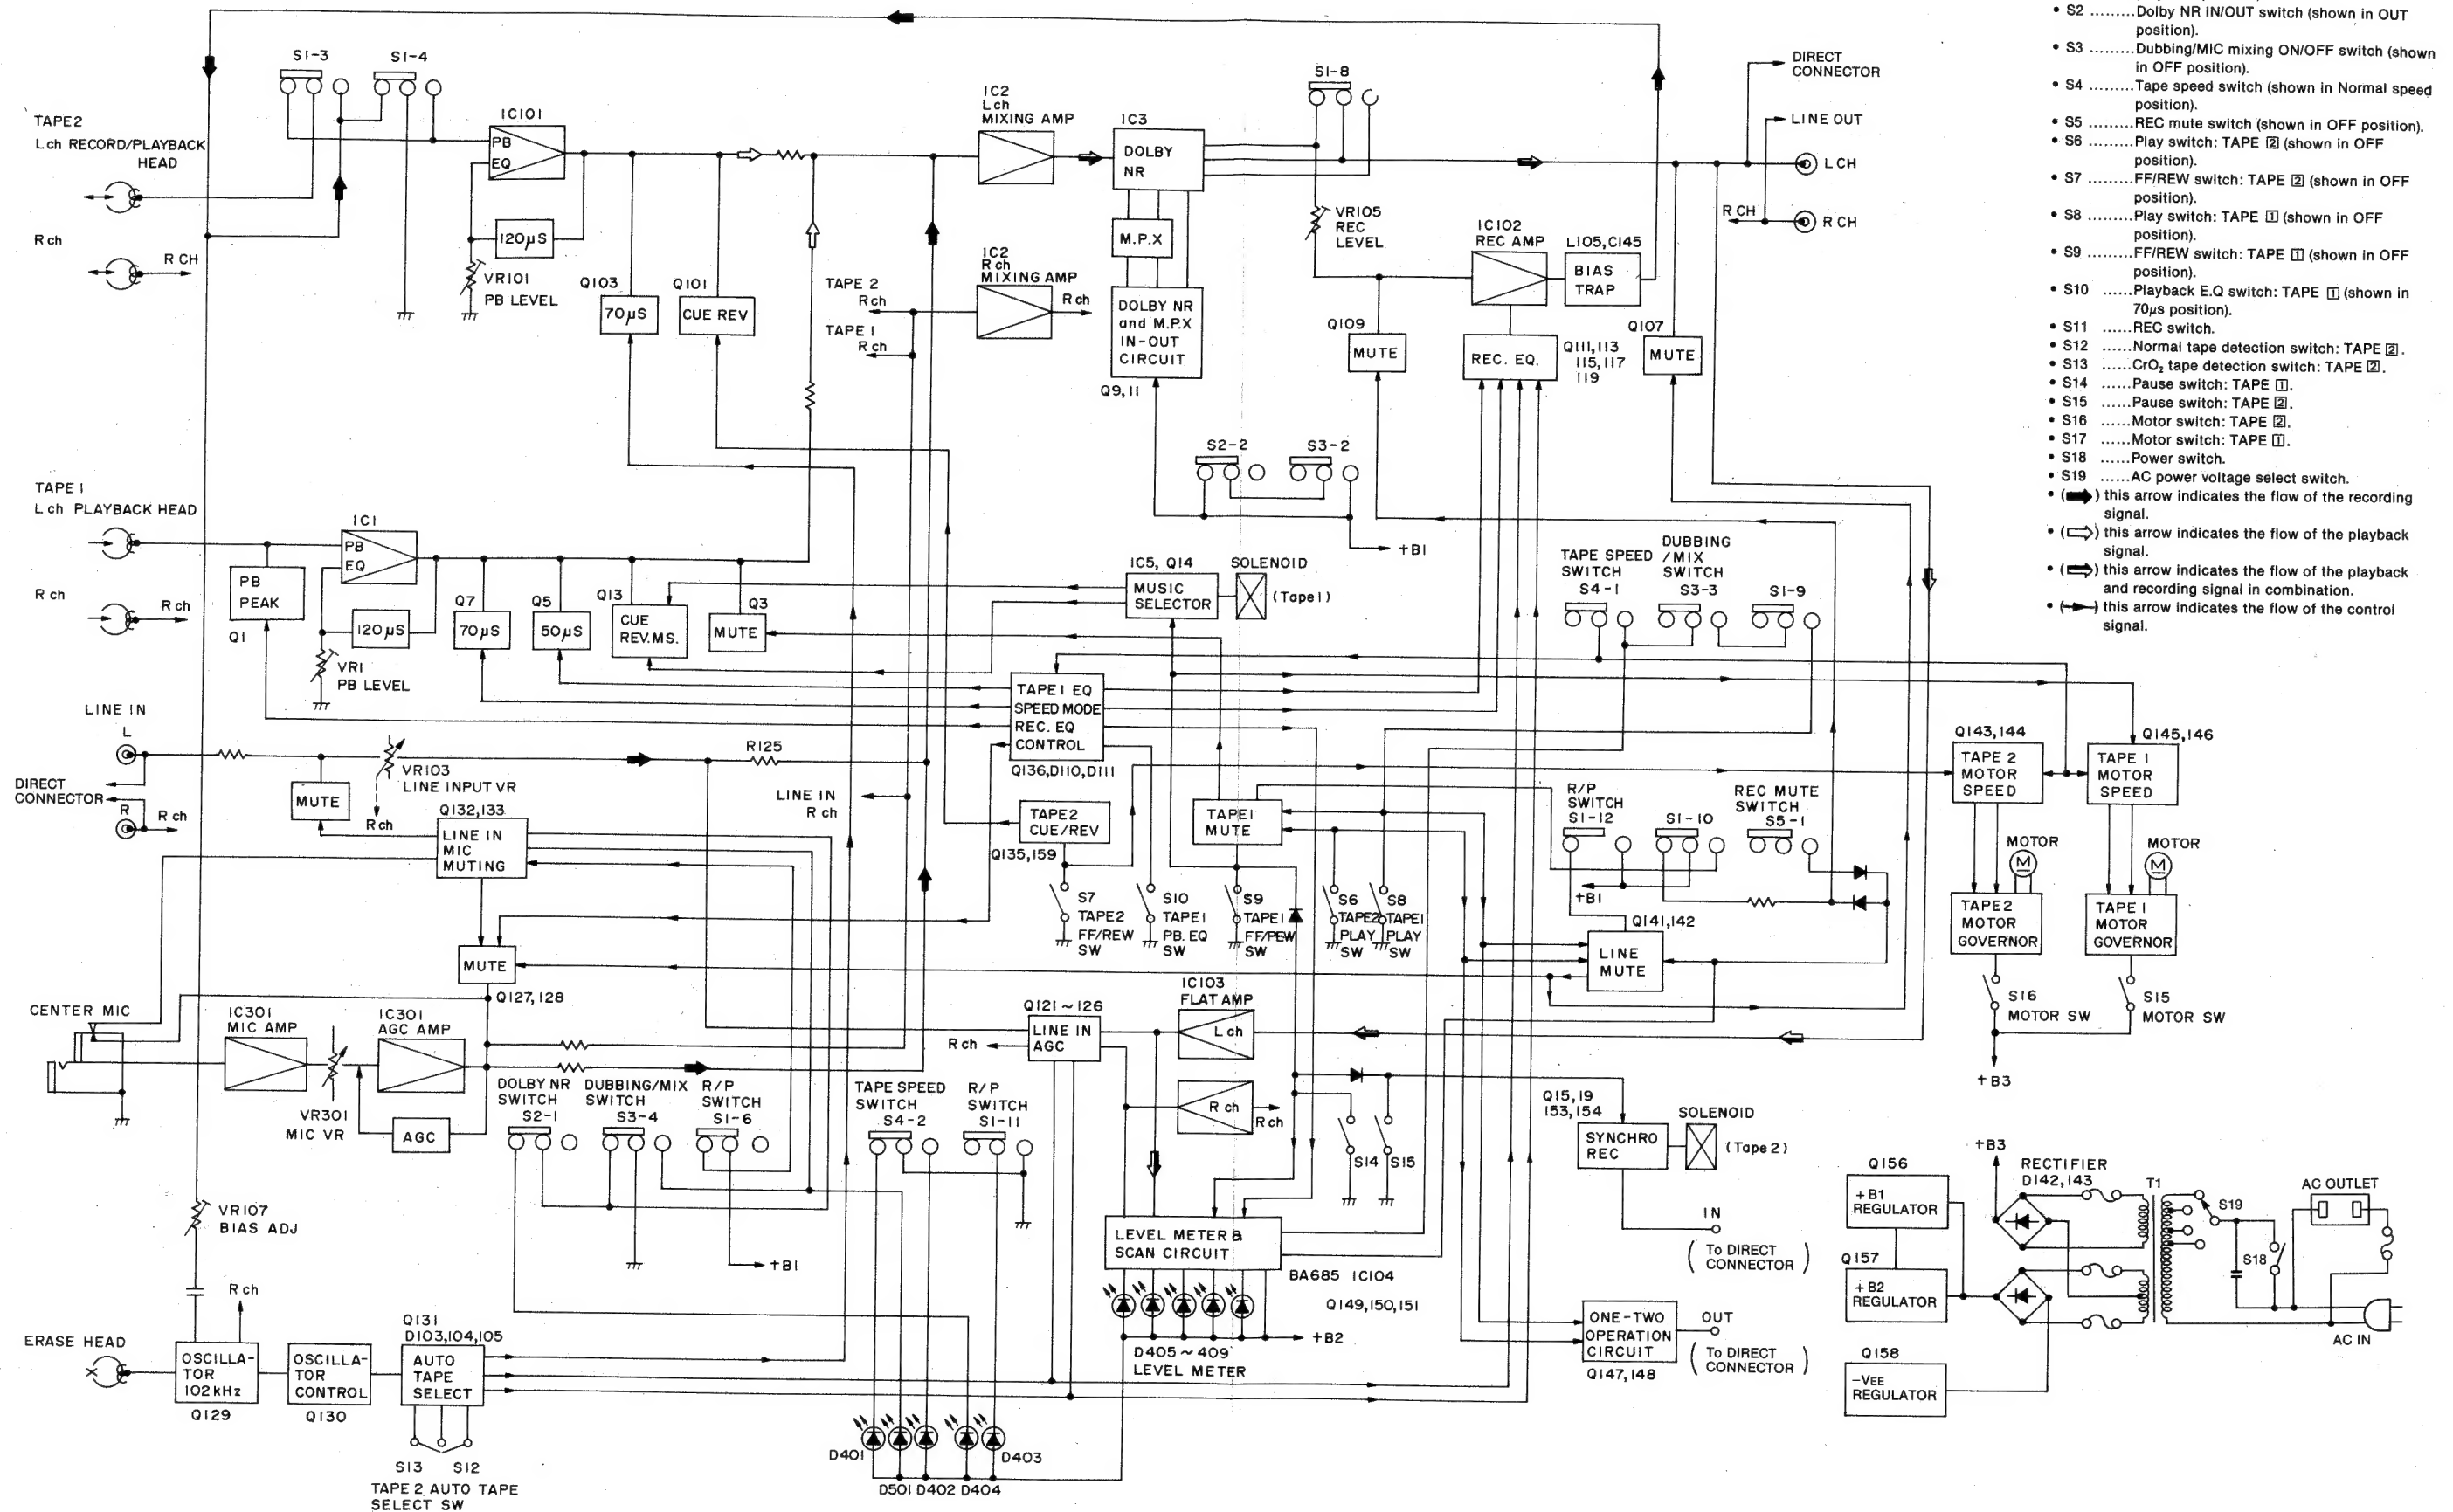 • S2 .........Dolby NR IN/OUT switch (shown in OUT
position).
• S3 .........Dubbing/MIC mixing ON/OFF switch (shown
in OFF position).
• S4 .........Tape speed switch (shown in Normal speed
position).
• S5 .........REC mute switch (shown in OFF position).
• S6 .........Play switch: TAPE 2 (shown in OFF
position).
• S7 .........FF/REW switch: TAPE 2 (shown in OFF
position).
• S8 .........Play switch: TAPE 1 (shown in OFF
position).
• S9 .........FF/REW switch: TAPE 1 (shown in OFF
position).
• S10 ......Playback E.Q switch: TAPE 1 (shown in
70μs position).
• S11 ......REC switch.
• S12 ......Normal tape detection switch: TAPE 2.
• S13 ......CrO₂ tape detection switch: TAPE 2.
• S14 ......Pause switch: TAPE 1.
• S15 ......Pause switch: TAPE 2.
• S16 ......Motor switch: TAPE 2.
• S17 ......Motor switch: TAPE 1.
• S18 ......Power switch.
• S19 ......AC power voltage select switch.
• ( ) this arrow indicates the flow of the recording
signal.
• ( ) this arrow indicates the flow of the playback
signal.
• ( ) this arrow indicates the flow of the playback
and recording signal in combination.
• ( ) this arrow indicates the flow of the control
signal.
S1-3
S1-4
TAPE2
L ch RECORD/PLAYBACK
HEAD
R ch
R CH
IC101
PB
EQ
120μS
VR101
PB LEVEL
Q103
70μS
Q101
CUE REV
IC2
L ch
MIXING AMP
IC2
R ch
MIXING AMP
R ch
TAPE 2
R ch
TAPE 1
R ch
IC3
DOLBY
NR
M.P.X
DOLBY NR
and M.P.X
IN-OUT
CIRCUIT
Q9,11
S1-8
VR105
REC
LEVEL
IC102
REC AMP
L105,C145
BIAS
TRAP
Q109
MUTE
REC. EQ.
Q111,113
115,117
119
Q107
MUTE
DIRECT
CONNECTOR
LINE OUT
L CH
R CH
R CH
S2-2
S3-2
+B1
TAPE 1
L ch PLAYBACK HEAD
R ch
R ch
PB
PEAK
Q1
IC1
PB
EQ
120μS
VR1
PB LEVEL
Q7
70μS
Q5
50μS
Q13
CUE
REV.MS.
Q3
MUTE
IC5, Q14
MUSIC
SELECTOR
SOLENOID
(Tape1)
TAPE SPEED
SWITCH
S4-1
DUBBING
/MIX
SWITCH
S3-3
S1-9
TAPE1 EQ
SPEED MODE
REC. EQ
CONTROL
Q136,D110,D111
LINE IN
L
DIRECT
CONNECTOR
R
R ch
MUTE
VR103
LINE INPUT VR
R ch
R125
LINE IN
R ch
Q132,133
LINE IN
MIC
MUTING
TAPE2
CUE/REV
Q135,159
TAPE1
MUTE
S7
TAPE2
FF/REW
SW
S10
TAPE1
PB. EQ
SW
S9
TAPE1
FF/PEW
SW
S6
TAPE2
PLAY
SW
S8
TAPE1
PLAY
SW
R/P
SWITCH
S1-12
S1-10
REC MUTE
SWITCH
S5-1
+B1
Q141,142
LINE
MUTE
Q143,144
TAPE 2
MOTOR
SPEED
Q145,146
TAPE 1
MOTOR
SPEED
MOTOR
M
MOTOR
M
TAPE2
MOTOR
GOVERNOR
TAPE 1
MOTOR
GOVERNOR
S16
MOTOR SW
S15
MOTOR SW
+B3
MUTE
Q127,128
CENTER MIC
IC301
MIC AMP
VR301
MIC VR
IC301
AGC AMP
AGC
Q121～126
LINE IN
AGC
R ch
IC103
FLAT AMP
L ch
R ch
R ch
DOLBY NR
SWITCH
S2-1
DUBBING/MIX
SWITCH
S3-4
R/P
SWITCH
S1-6
+B1
TAPE SPEED
SWITCH
S4-2
R/P
SWITCH
S1-11
S14
S15
Q15,19
153,154
SYNCHRO
REC
SOLENOID
(Tape 2)
IN
(To DIRECT
CONNECTOR)
LEVEL METER &
SCAN CIRCUIT
BA685 IC104
Q149,150,151
+B2
D405～409
LEVEL METER
ONE-TWO
OPERATION
CIRCUIT
Q147,148
OUT
(To DIRECT
CONNECTOR)
VR107
BIAS ADJ
R ch
ERASE HEAD
OSCILLA-
TOR
102kHz
Q129
OSCILLA-
TOR
CONTROL
Q130
Q131
D103,104,105
AUTO
TAPE
SELECT
S13
S12
TAPE 2 AUTO TAPE
SELECT SW
D401
D501 D402 D404
D403
Q156
+B1
REGULATOR
Q157
+B2
REGULATOR
Q158
-VEE
REGULATOR
+B3
RECTIFIER
D142,143
T1
S19
S18
AC OUTLET
AC IN